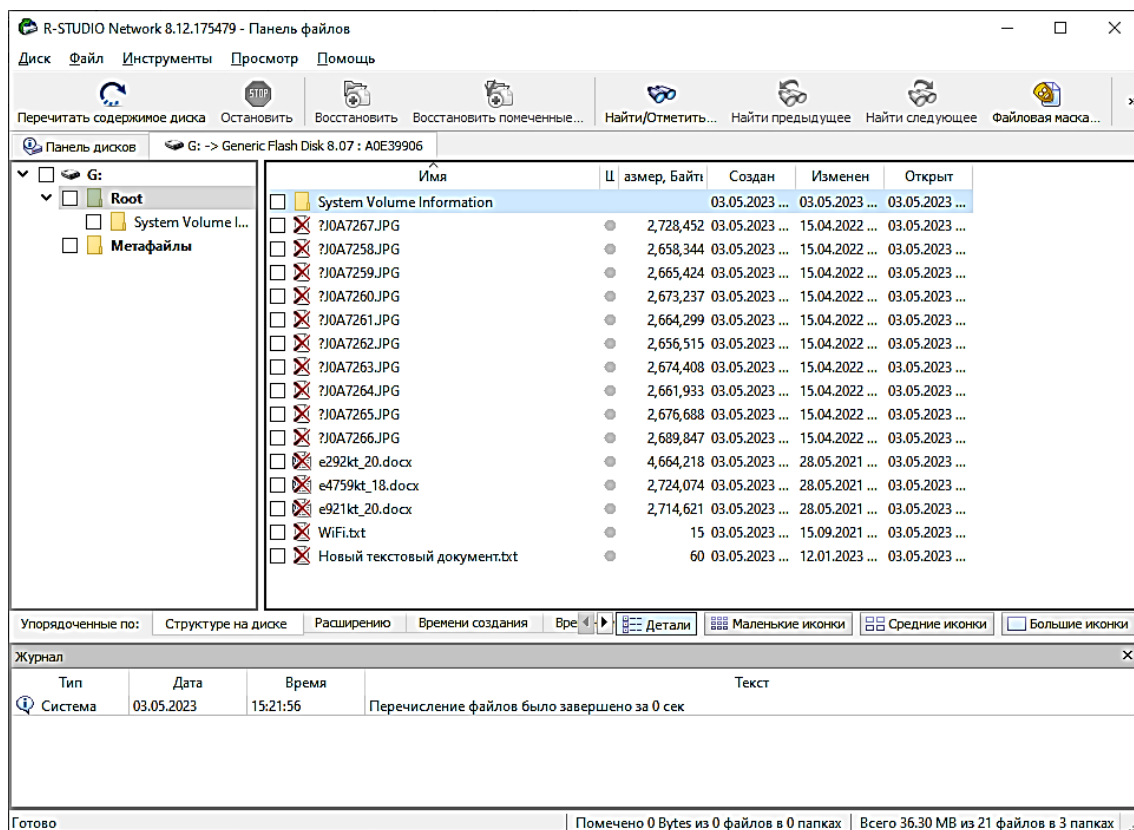 R-STUDIO Network 8.12.175479 - Панель файлов
Диск Файл Инструменты Просмотр Помощь
STOP
Перечитать содержимое диска Остановить Восстановить Восстановить помеченные... Найти/Отметить... Найти предыдущее Найти следующее Файловая маска... »
Панель дисков G: -> Generic Flash Disk 8.07 : A0E39906
G:
Root
System Volume I...
Метафайлы
Имя Ц азмер, Байты Создан Изменен Открыт
System Volume Information 03.05.2023 ... 03.05.2023 ... 03.05.2023 ...
?J0A7267.JPG 2,728,452 03.05.2023 ... 15.04.2022 ... 03.05.2023 ...
?J0A7258.JPG 2,658,344 03.05.2023 ... 15.04.2022 ... 03.05.2023 ...
?J0A7259.JPG 2,665,424 03.05.2023 ... 15.04.2022 ... 03.05.2023 ...
?J0A7260.JPG 2,673,237 03.05.2023 ... 15.04.2022 ... 03.05.2023 ...
?J0A7261.JPG 2,664,299 03.05.2023 ... 15.04.2022 ... 03.05.2023 ...
?J0A7262.JPG 2,656,515 03.05.2023 ... 15.04.2022 ... 03.05.2023 ...
?J0A7263.JPG 2,674,408 03.05.2023 ... 15.04.2022 ... 03.05.2023 ...
?J0A7264.JPG 2,661,933 03.05.2023 ... 15.04.2022 ... 03.05.2023 ...
?J0A7265.JPG 2,676,688 03.05.2023 ... 15.04.2022 ... 03.05.2023 ...
?J0A7266.JPG 2,689,847 03.05.2023 ... 15.04.2022 ... 03.05.2023 ...
e292kt_20.docx 4,664,218 03.05.2023 ... 28.05.2021 ... 03.05.2023 ...
e4759kt_18.docx 2,724,074 03.05.2023 ... 28.05.2021 ... 03.05.2023 ...
e921kt_20.docx 2,714,621 03.05.2023 ... 28.05.2021 ... 03.05.2023 ...
WiFi.txt 15 03.05.2023 ... 15.09.2021 ... 03.05.2023 ...
Новый текстовый документ.txt 60 03.05.2023 ... 12.01.2023 ... 03.05.2023 ...
Упорядоченные по: Структуре на диске Расширению Времени создания Вре Детали Маленькие иконки Средние иконки Большие иконки
Журнал
Тип Дата Время Текст
Система 03.05.2023 15:21:56 Перечисление файлов было завершено за 0 сек
Готово Помечено 0 Bytes из 0 файлов в 0 папках Всего 36.30 MB из 21 файлов в 3 папках